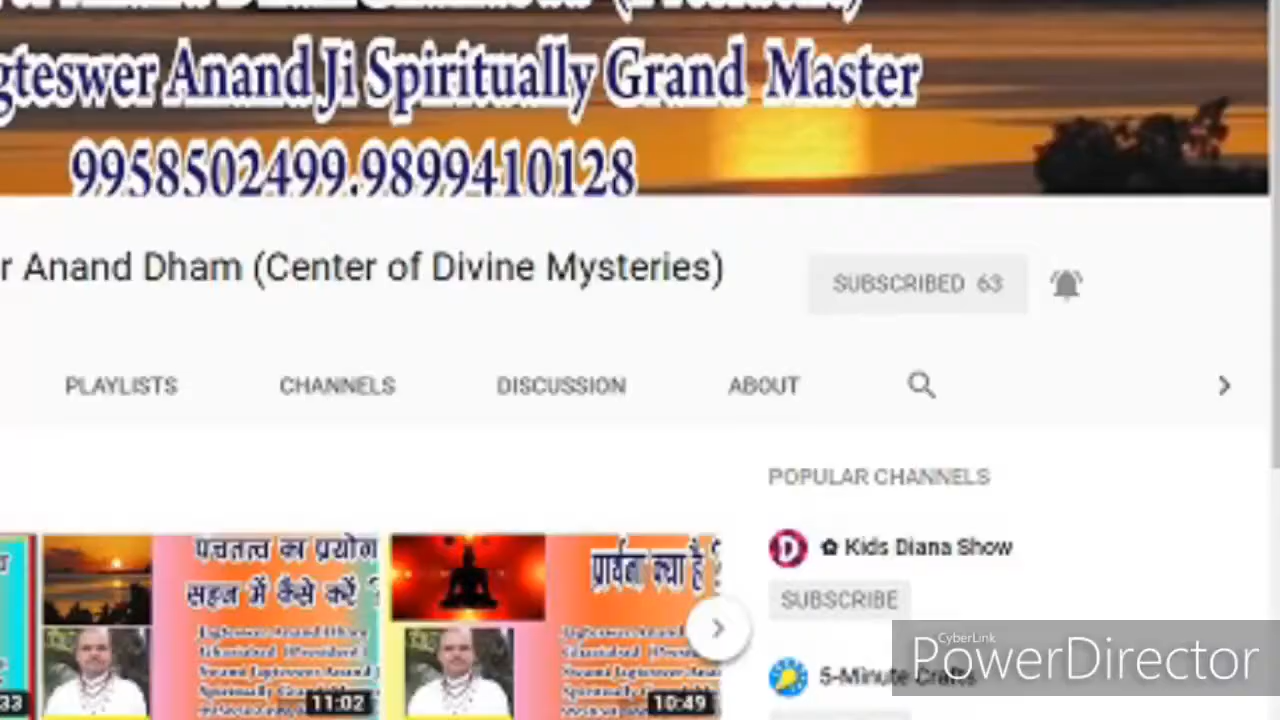 gteswer Anand Ji Spiritually Grand Master
9958502499.9899410128
r Anand Dham (Center of Divine Mysteries)
SUBSCRIBED 63
PLAYLISTS CHANNELS DISCUSSION ABOUT
POPULAR CHANNELS
Kids Diana Show
SUBSCRIBE
5-Minute Crafts
पंचतत्व का प्रयोग
सहज में कैसे करें ?
11:02
प्रार्थना क्या है ?
10:49
33
CyberLink
PowerDirector